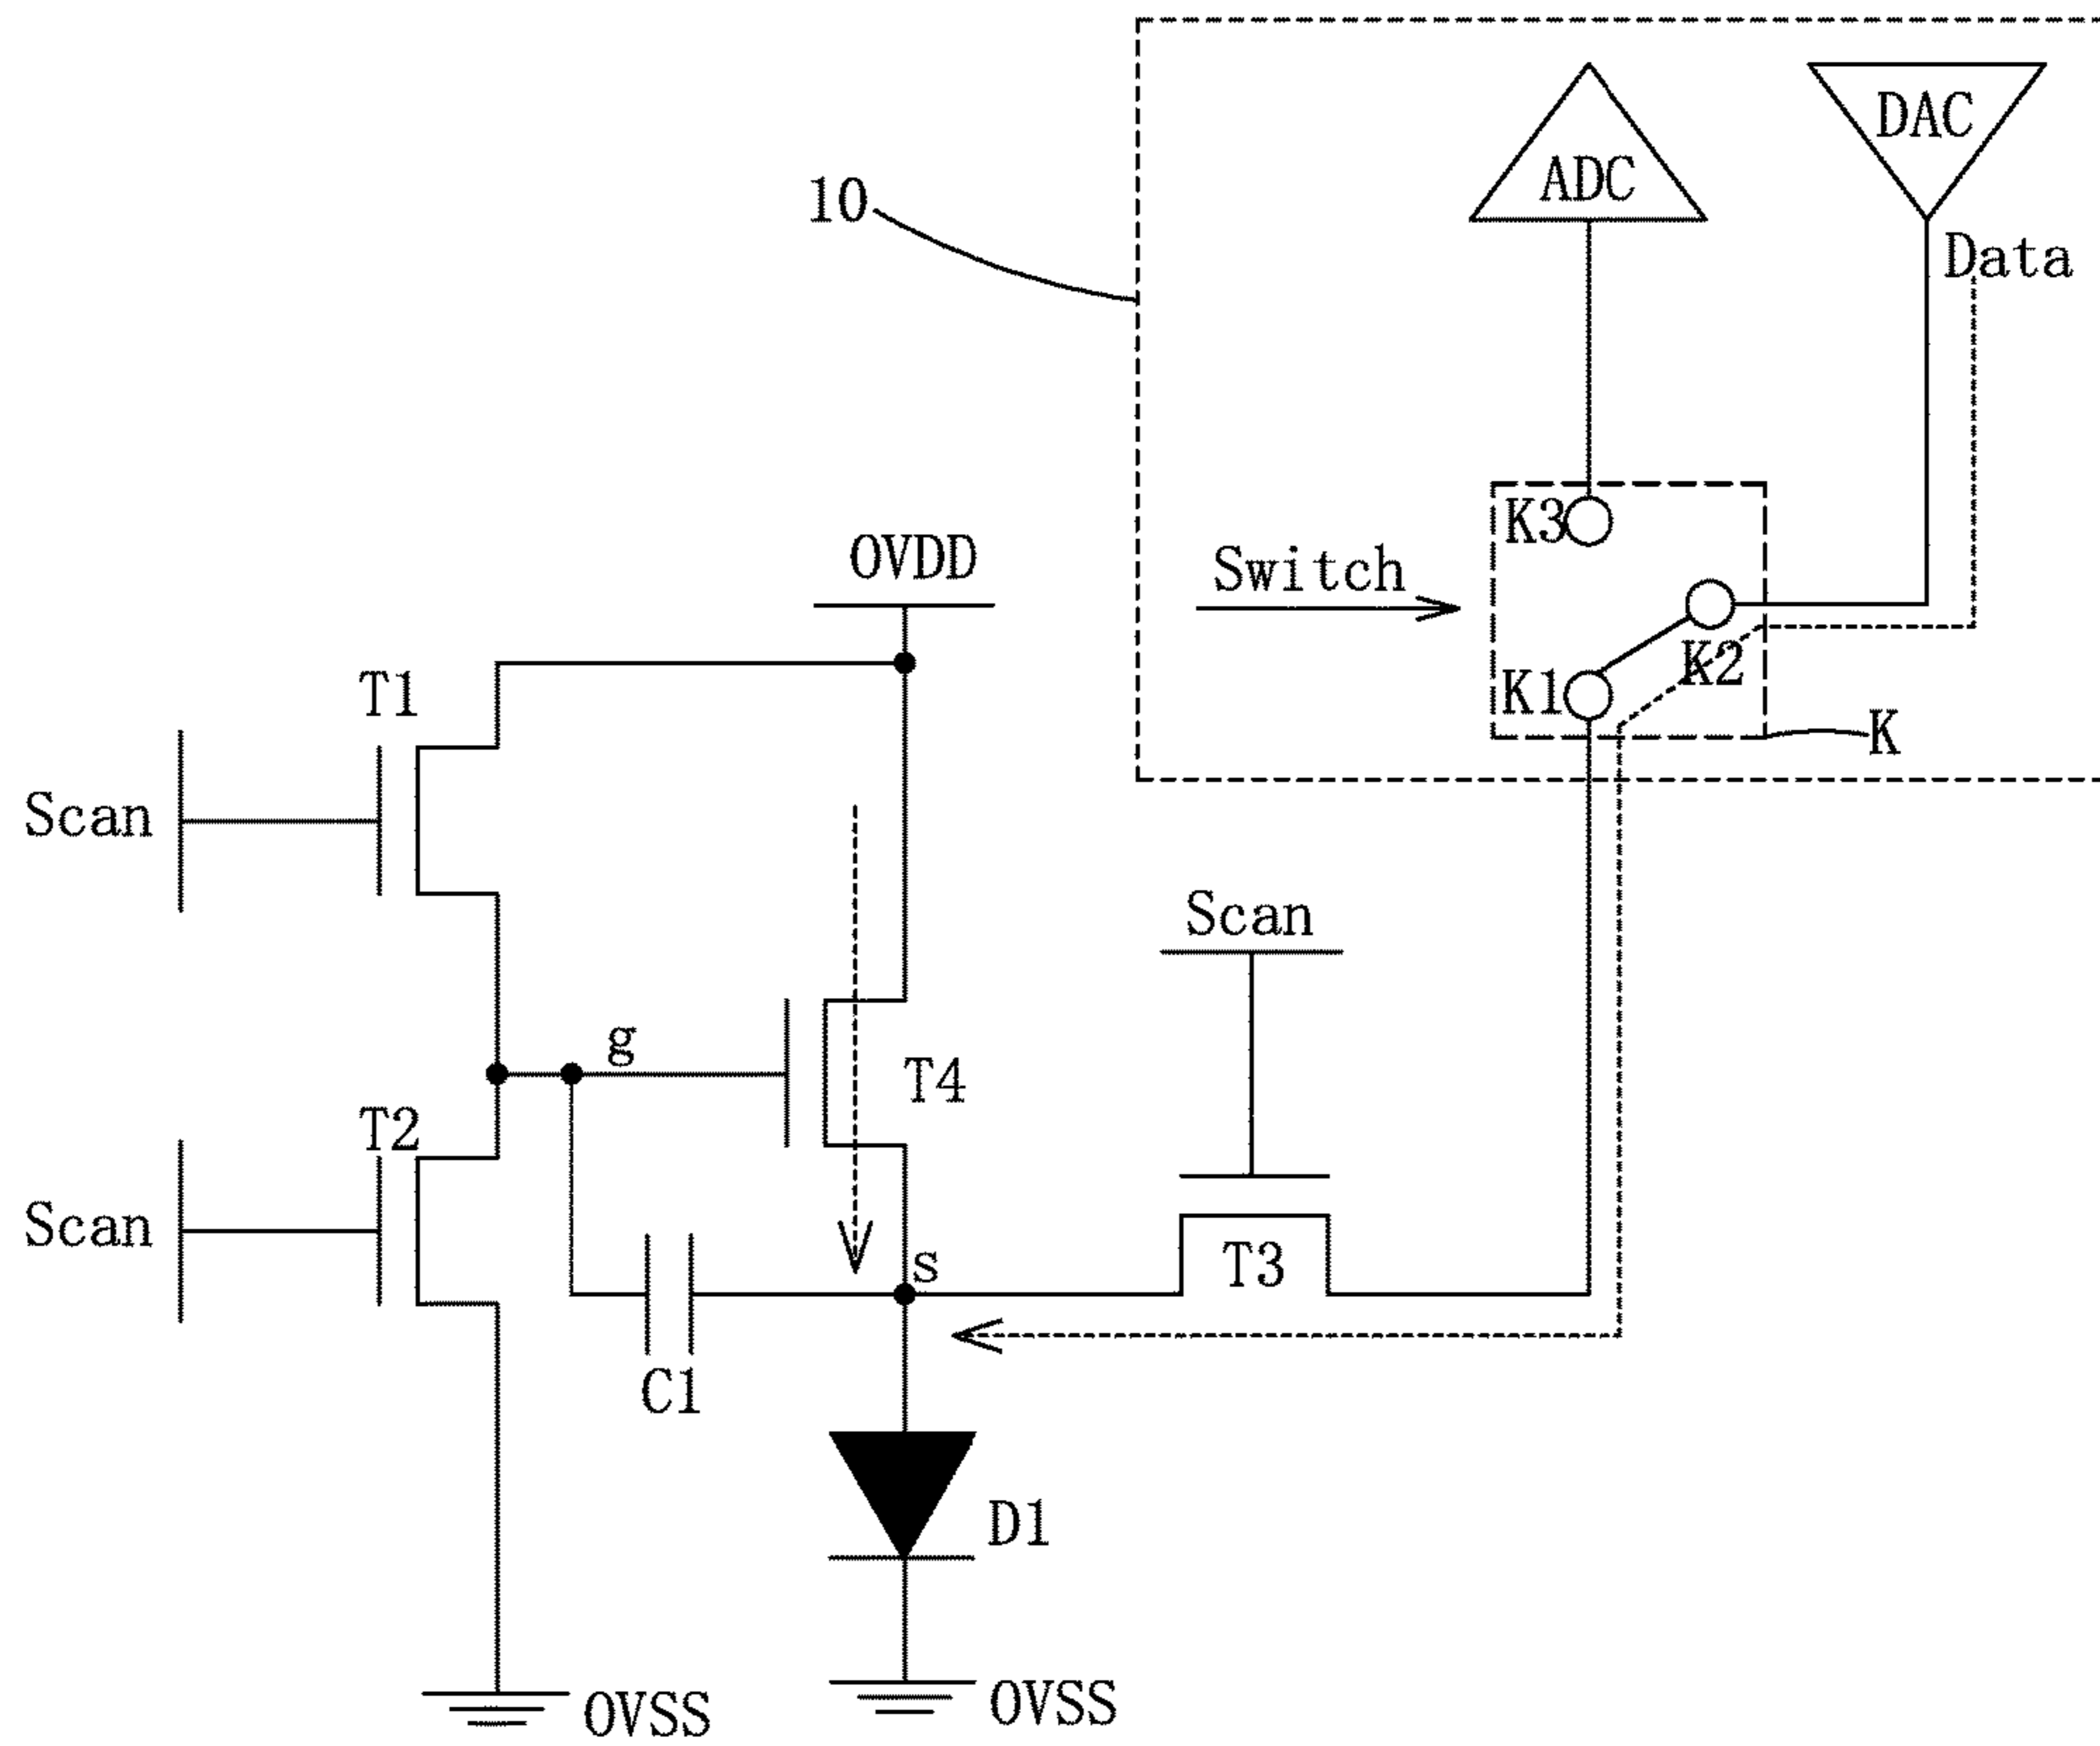 DAC
ADC
10
Data
K3
Switch
OVDD
K2
K1
T1
K
Scan
Scan
g
T4
T2
Scan
s
T3
C1
D1
OVSS
OVSS